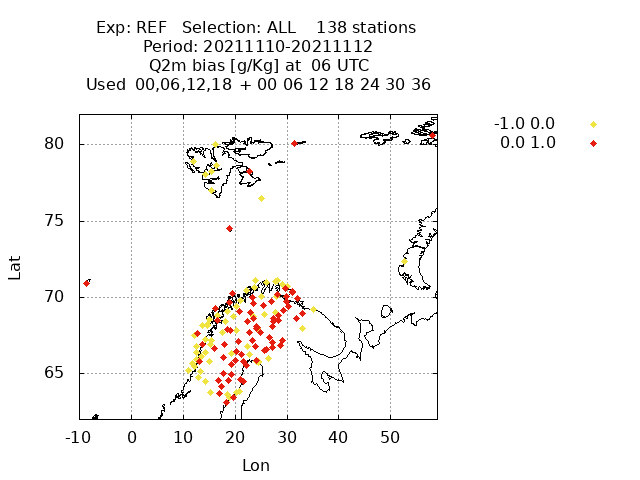 Exp: REF Selection: ALL 138 stations
Period: 20211110-20211112
Q2m bias [g/Kg] at 06 UTC
Used 00,06,12,18 + 00 06 12 18 24 30 36
-1.0 0.0
0.0 1.0
80
75
70
65
Lat
-10 0 10 20 30 40 50
Lon